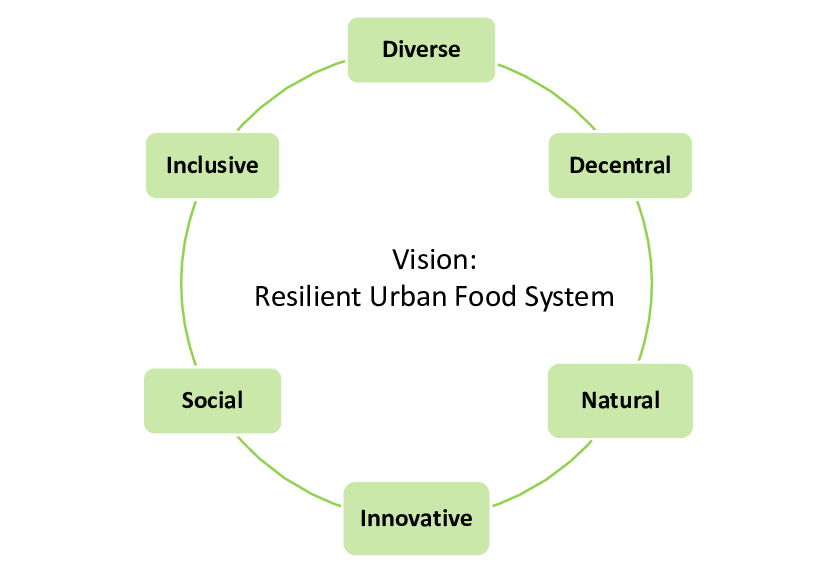 Diverse
Inclusive
Decentral
Vision:
Resilient Urban Food System
Social
Natural
Innovative